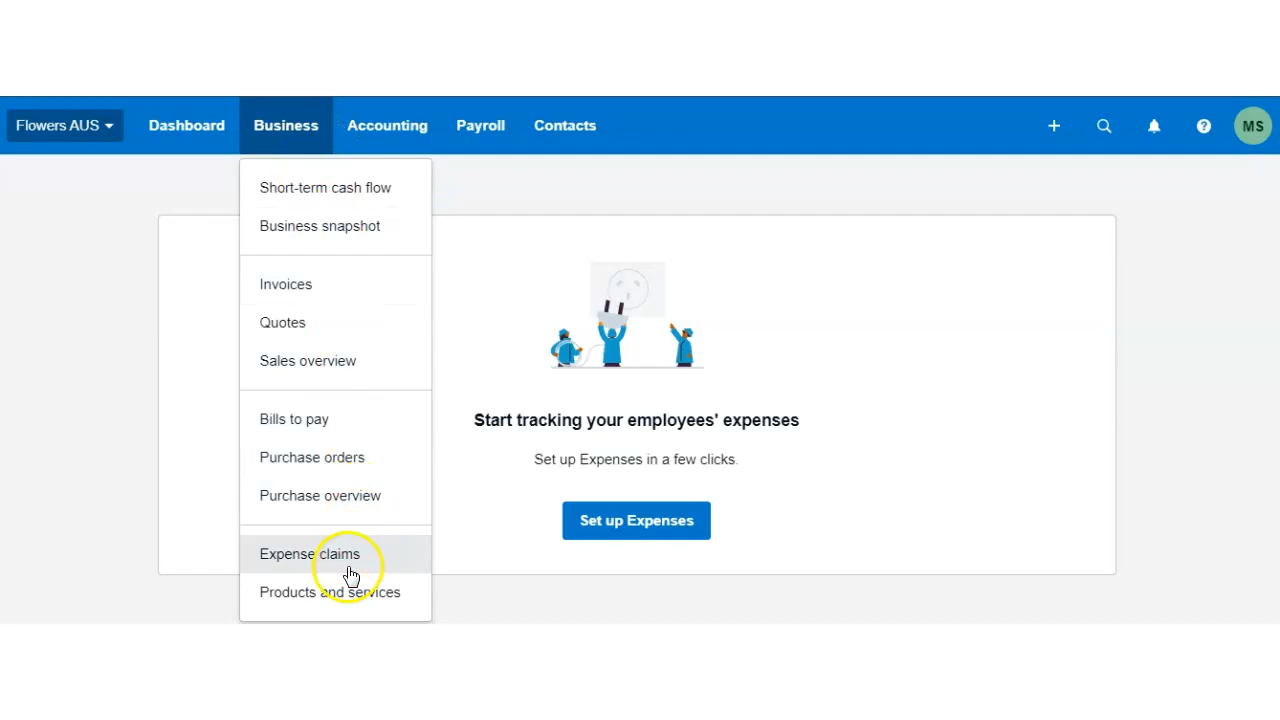 Flowers AUS
Dashboard
Business
Accounting
Payroll
Contacts
MS
Short-term cash flow
Business snapshot
Invoices
Quotes
Sales overview
Bills to pay
Purchase orders
Purchase overview
Expense claims
Products and services
Start tracking your employees' expenses
Set up Expenses in a few clicks.
Set up Expenses